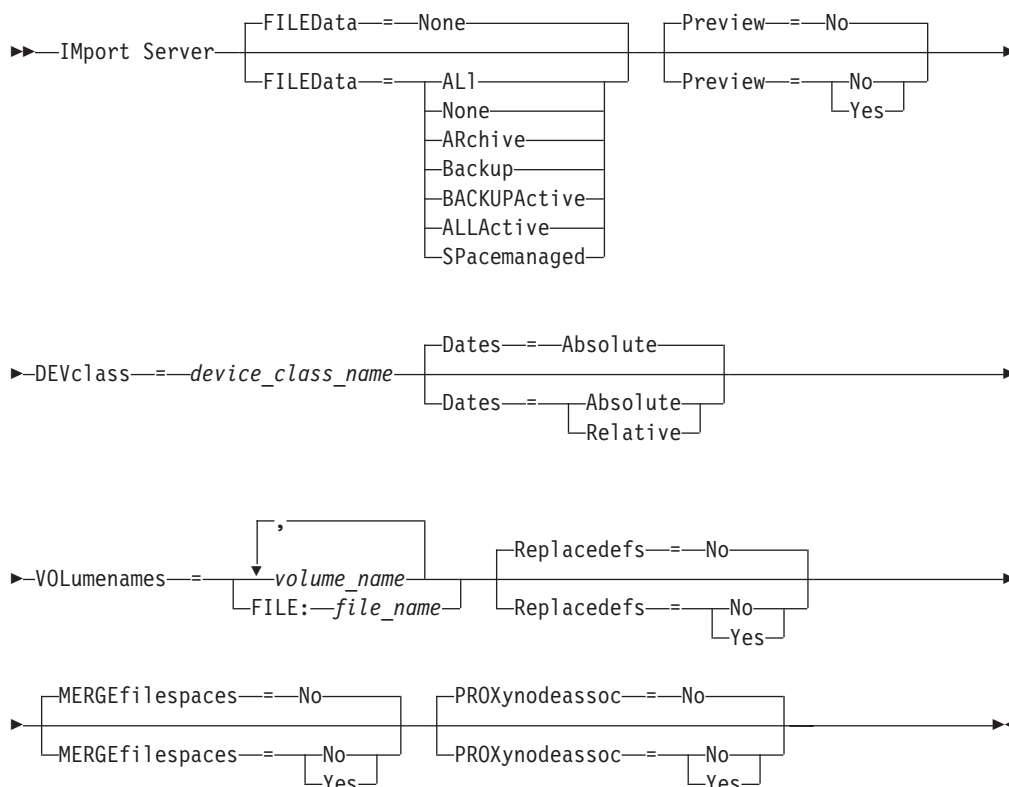 FILEData = None Preview = No
IMport Server
FILEData = ALl Preview = No
None Yes
ARchive
Backup
BACKUPActive
ALLActive
SPacemanaged
Dates = Absolute
DEVclass = device_class_name
Dates = Absolute
Relative
, Replacedefs = No
VOLumenames = volume_name
FILE: file_name Replacedefs = No
Yes
MERGEfilespaces = No PROXynodeassoc = No
MERGEfilespaces = No PROXynodeassoc = No
Yes Yes